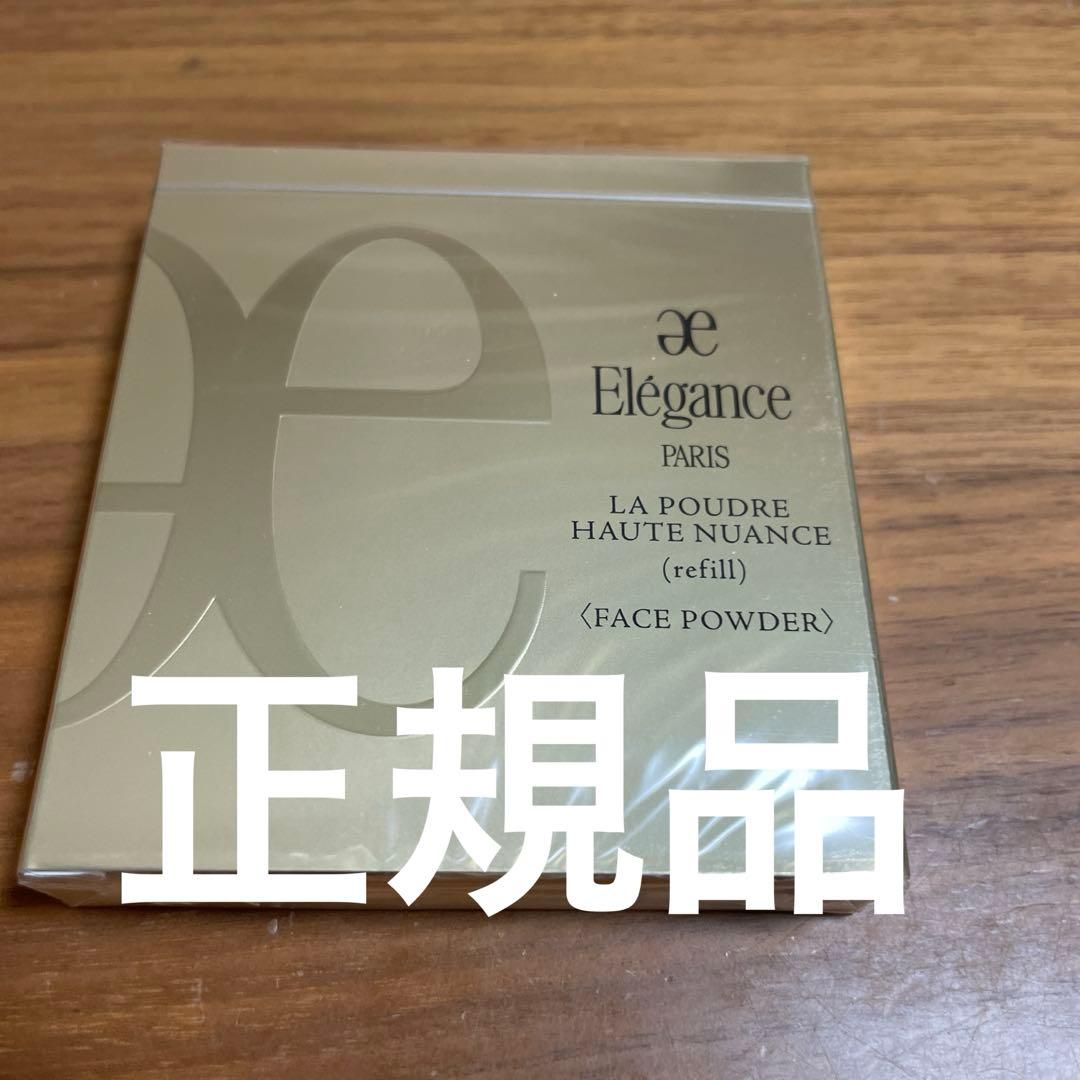 æ
Elégance
PARIS
LA POUDRE
HAUTE NUANCE
(refill)
〈FACE POWDER〉
正規品